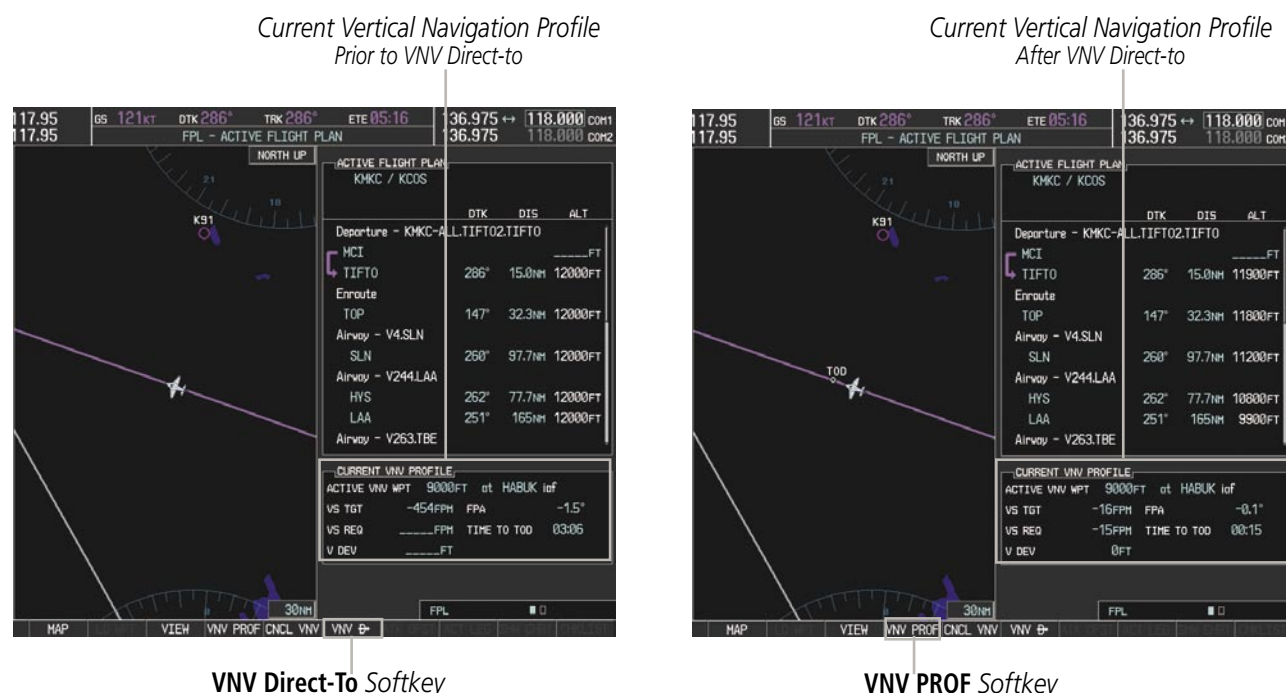 Current Vertical Navigation Profile
Prior to VNV Direct-to
117.95 GS 121KT DTK 286° TRK 286° ETE 05:16 136.975 ↔ 118.000 COM1
117.95 FPL - ACTIVE FLIGHT PLAN 136.975 118.000 COM2
NORTH UP
ACTIVE FLIGHT PLAN
KMKC / KCOS
21
18
K91
DTK DIS ALT
Departure - KMKC-ALL.TIFTO2.TIFTO
MCI _____FT
TIFTO 286° 15.0NM 12000FT
Enroute
TOP 147° 32.3NM 12000FT
Airway - V4.SLN
SLN 260° 97.7NM 12000FT
Airway - V244.LAA
HYS 262° 77.7NM 12000FT
LAA 251° 165NM 12000FT
Airway - V263.TBE
CURRENT VNV PROFILE
ACTIVE VNV WPT 9000FT at HABUK iaf
VS TGT -454FPM FPA -1.5°
VS REQ _____FPM TIME TO TOD 03:06
V DEV _____FT
30NM
FPL
MAP VIEW VNV PROF CNCL VNV VNV
VNV Direct-To Softkey
Current Vertical Navigation Profile
After VNV Direct-to
117.95 GS 121KT DTK 286° TRK 286° ETE 05:16 136.975 ↔ 118.000 COM1
117.95 FPL - ACTIVE FLIGHT PLAN 136.975 118.000 COM2
NORTH UP
ACTIVE FLIGHT PLAN
KMKC / KCOS
21
18
K91
TOD
DTK DIS ALT
Departure - KMKC-ALL.TIFTO2.TIFTO
MCI _____FT
TIFTO 286° 15.0NM 11900FT
Enroute
TOP 147° 32.3NM 11800FT
Airway - V4.SLN
SLN 260° 97.7NM 11200FT
Airway - V244.LAA
HYS 262° 77.7NM 10800FT
LAA 251° 165NM 9900FT
Airway - V263.TBE
CURRENT VNV PROFILE
ACTIVE VNV WPT 9000FT at HABUK iaf
VS TGT -16FPM FPA -0.1°
VS REQ -15FPM TIME TO TOD 00:15
V DEV 0FT
30NM
FPL
MAP VIEW VNV PROF CNCL VNV VNV
VNV PROF Softkey